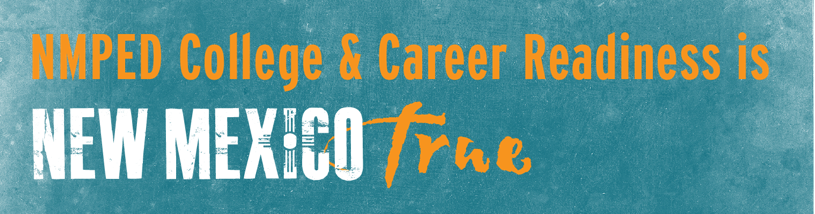 NMPED College & Career Readiness is
NEW MEXICO True